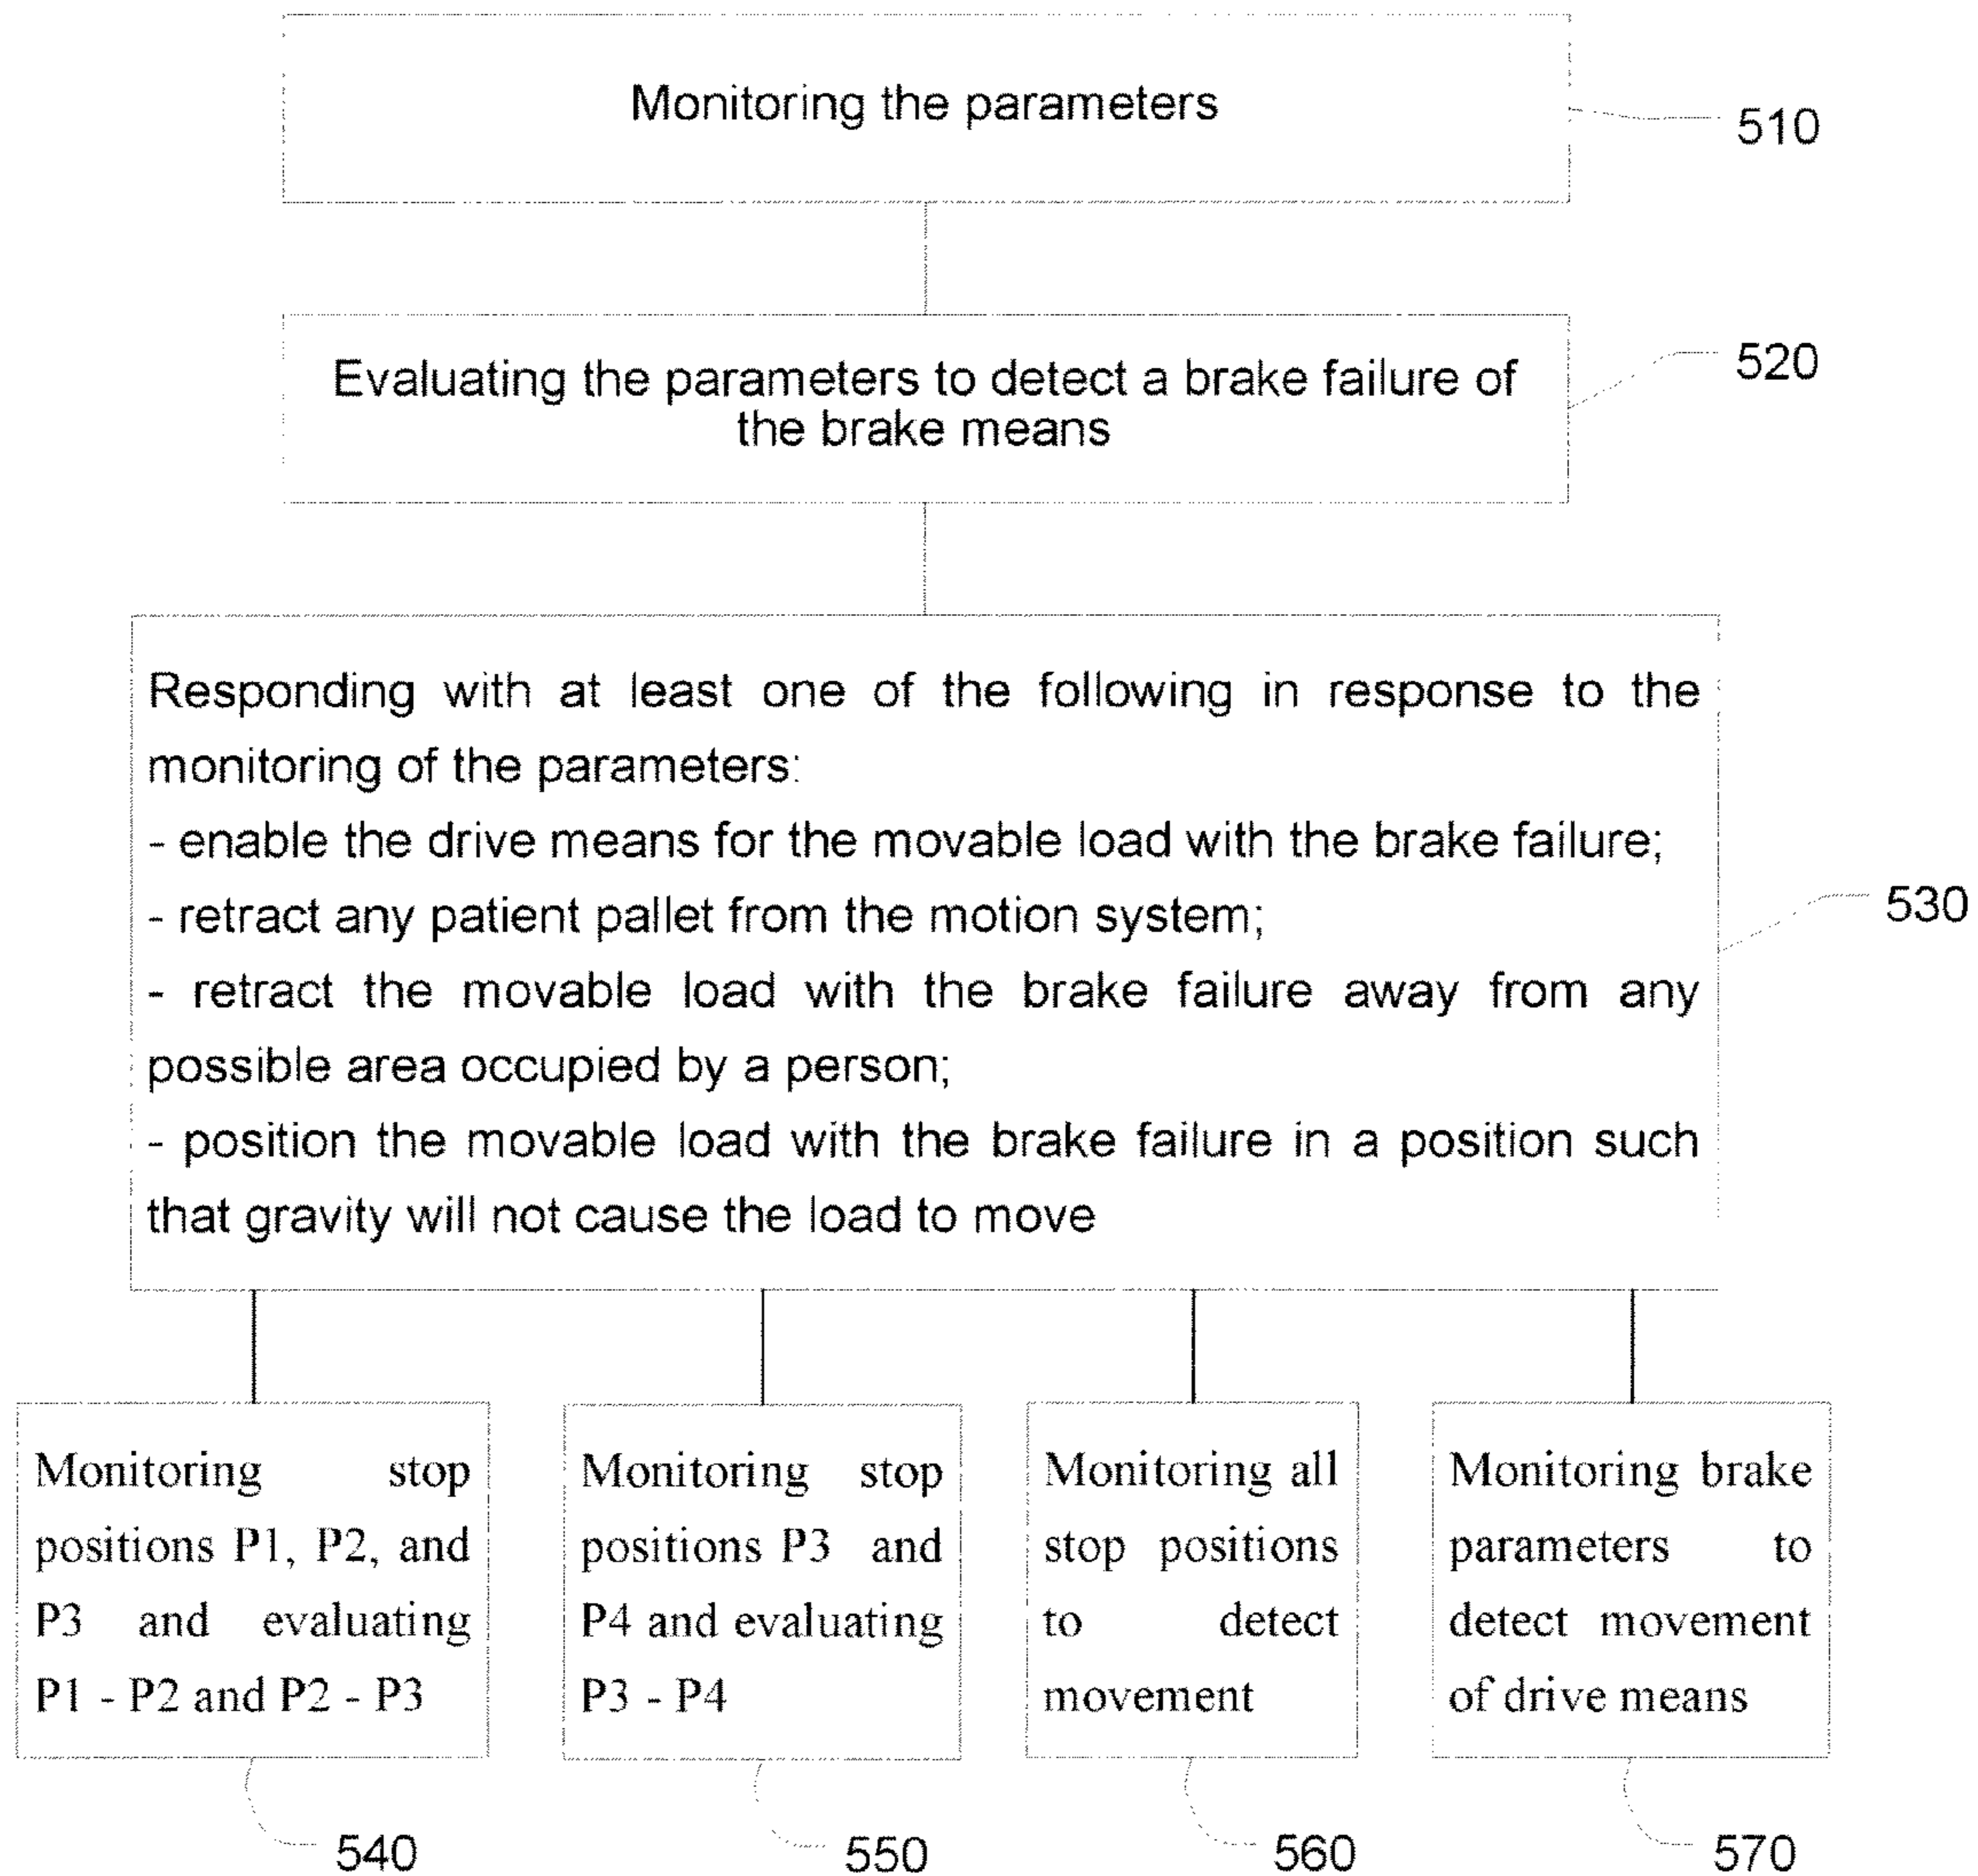 Monitoring the parameters
510
Evaluating the parameters to detect a brake failure of
the brake means
520
Responding with at least one of the following in response to the
monitoring of the parameters:
- enable the drive means for the movable load with the brake failure;
- retract any patient pallet from the motion system;
- retract the movable load with the brake failure away from any
possible area occupied by a person;
- position the movable load with the brake failure in a position such
that gravity will not cause the load to move
530
Monitoring stop
positions P1, P2, and
P3 and evaluating
P1 - P2 and P2 - P3
540
Monitoring stop
positions P3 and
P4 and evaluating
P3 - P4
550
Monitoring all
stop positions
to detect
movement
560
Monitoring brake
parameters to
detect movement
of drive means
570